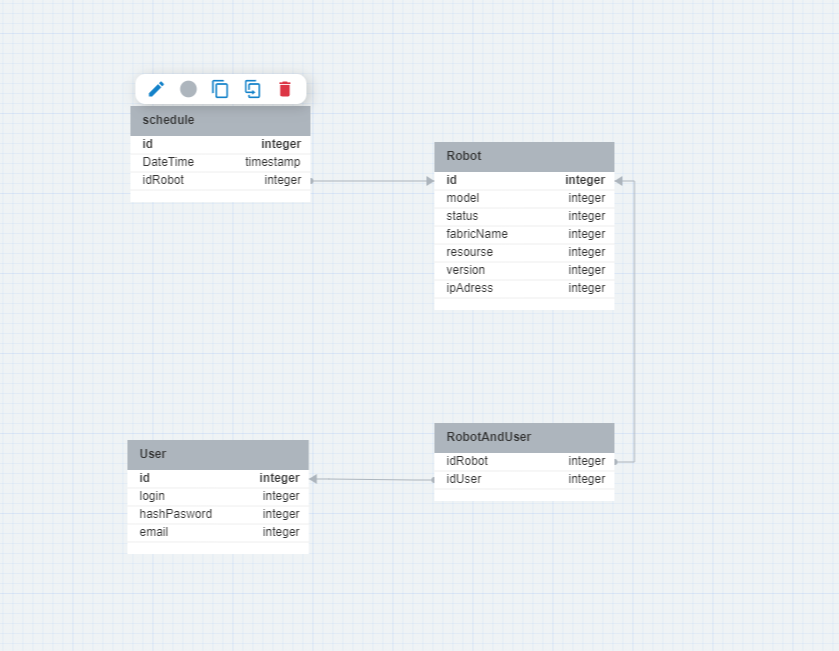 schedule
id integer
DateTime timestamp
idRobot integer
Robot
id integer
model integer
status integer
fabricName integer
resourse integer
version integer
ipAdress integer
User
id integer
login integer
hashPasword integer
email integer
RobotAndUser
idRobot integer
idUser integer